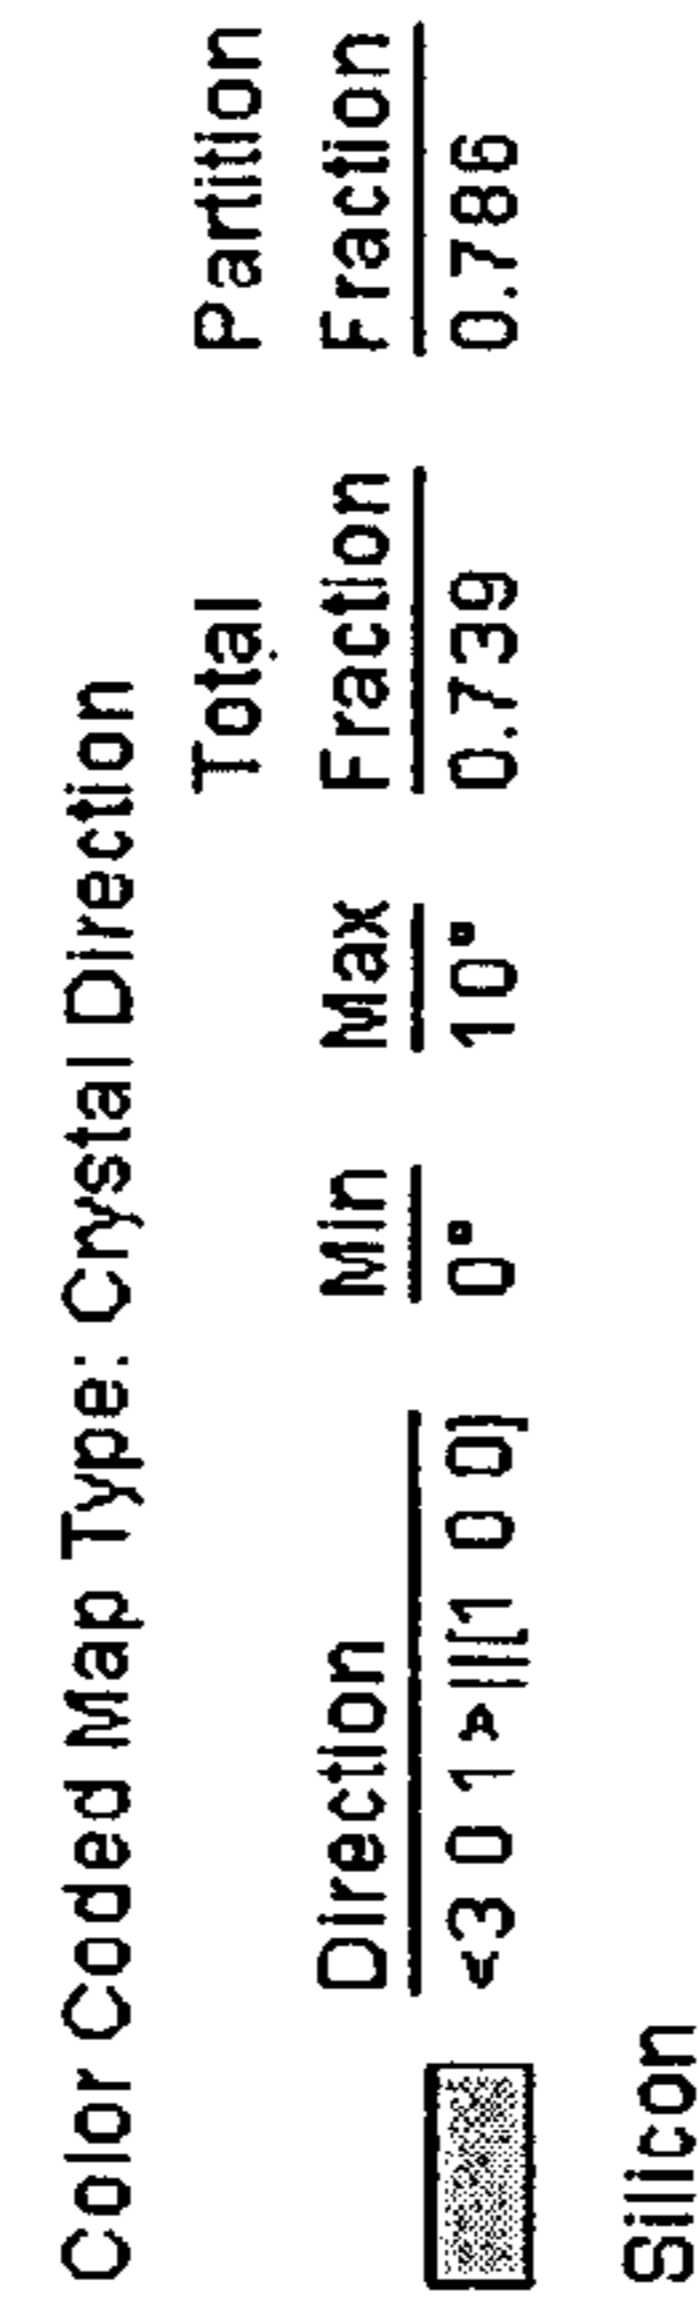 Color Coded Map Type: Crystal Direction
Total Partition
Direction Min Max Fraction Fraction
<3 0 1>||[1 0 0] 0° 10° 0.739 0.786
Silicon